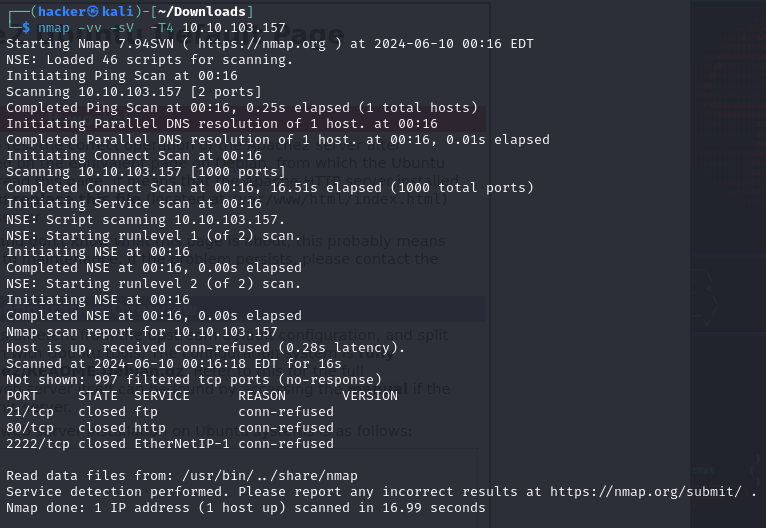 ┌──(hacker㉿kali)-[~/Downloads]
└─$ nmap -vv -sV  -T4 10.10.103.157
Starting Nmap 7.94SVN ( https://nmap.org ) at 2024-06-10 00:16 EDT
NSE: Loaded 46 scripts for scanning.
Initiating Ping Scan at 00:16
Scanning 10.10.103.157 [2 ports]
Completed Ping Scan at 00:16, 0.25s elapsed (1 total hosts)
Initiating Parallel DNS resolution of 1 host. at 00:16
Completed Parallel DNS resolution of 1 host. at 00:16, 0.01s elapsed
Initiating Connect Scan at 00:16
Scanning 10.10.103.157 [1000 ports]
Completed Connect Scan at 00:16, 16.51s elapsed (1000 total ports)
Initiating Service scan at 00:16
NSE: Script scanning 10.10.103.157.
NSE: Starting runlevel 1 (of 2) scan.
Initiating NSE at 00:16
Completed NSE at 00:16, 0.00s elapsed
NSE: Starting runlevel 2 (of 2) scan.
Initiating NSE at 00:16
Completed NSE at 00:16, 0.00s elapsed
Nmap scan report for 10.10.103.157
Host is up, received conn-refused (0.28s latency).
Scanned at 2024-06-10 00:16:18 EDT for 16s
Not shown: 997 filtered tcp ports (no-response)
PORT     STATE  SERVICE      REASON       VERSION
21/tcp   closed ftp          conn-refused
80/tcp   closed http         conn-refused
2222/tcp closed EtherNetIP-1 conn-refused

Read data files from: /usr/bin/../share/nmap
Service detection performed. Please report any incorrect results at https://nmap.org/submit/ .
Nmap done: 1 IP address (1 host up) scanned in 16.99 seconds